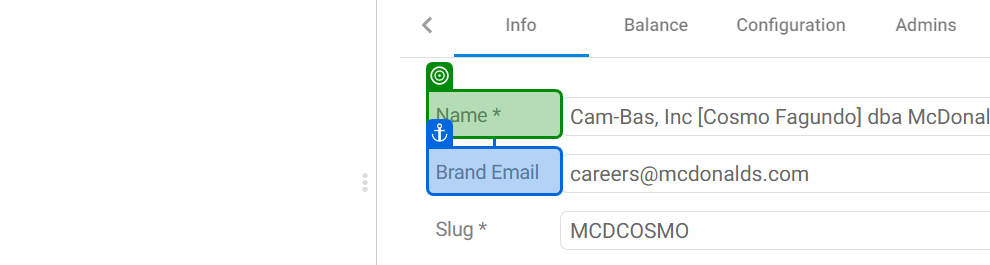 Info Balance Configuration Admins
Name * Cam-Bas, Inc [Cosmo Fagundo] dba McDonal
Brand Email careers@mcdonalds.com
Slug * MCDCOSMO